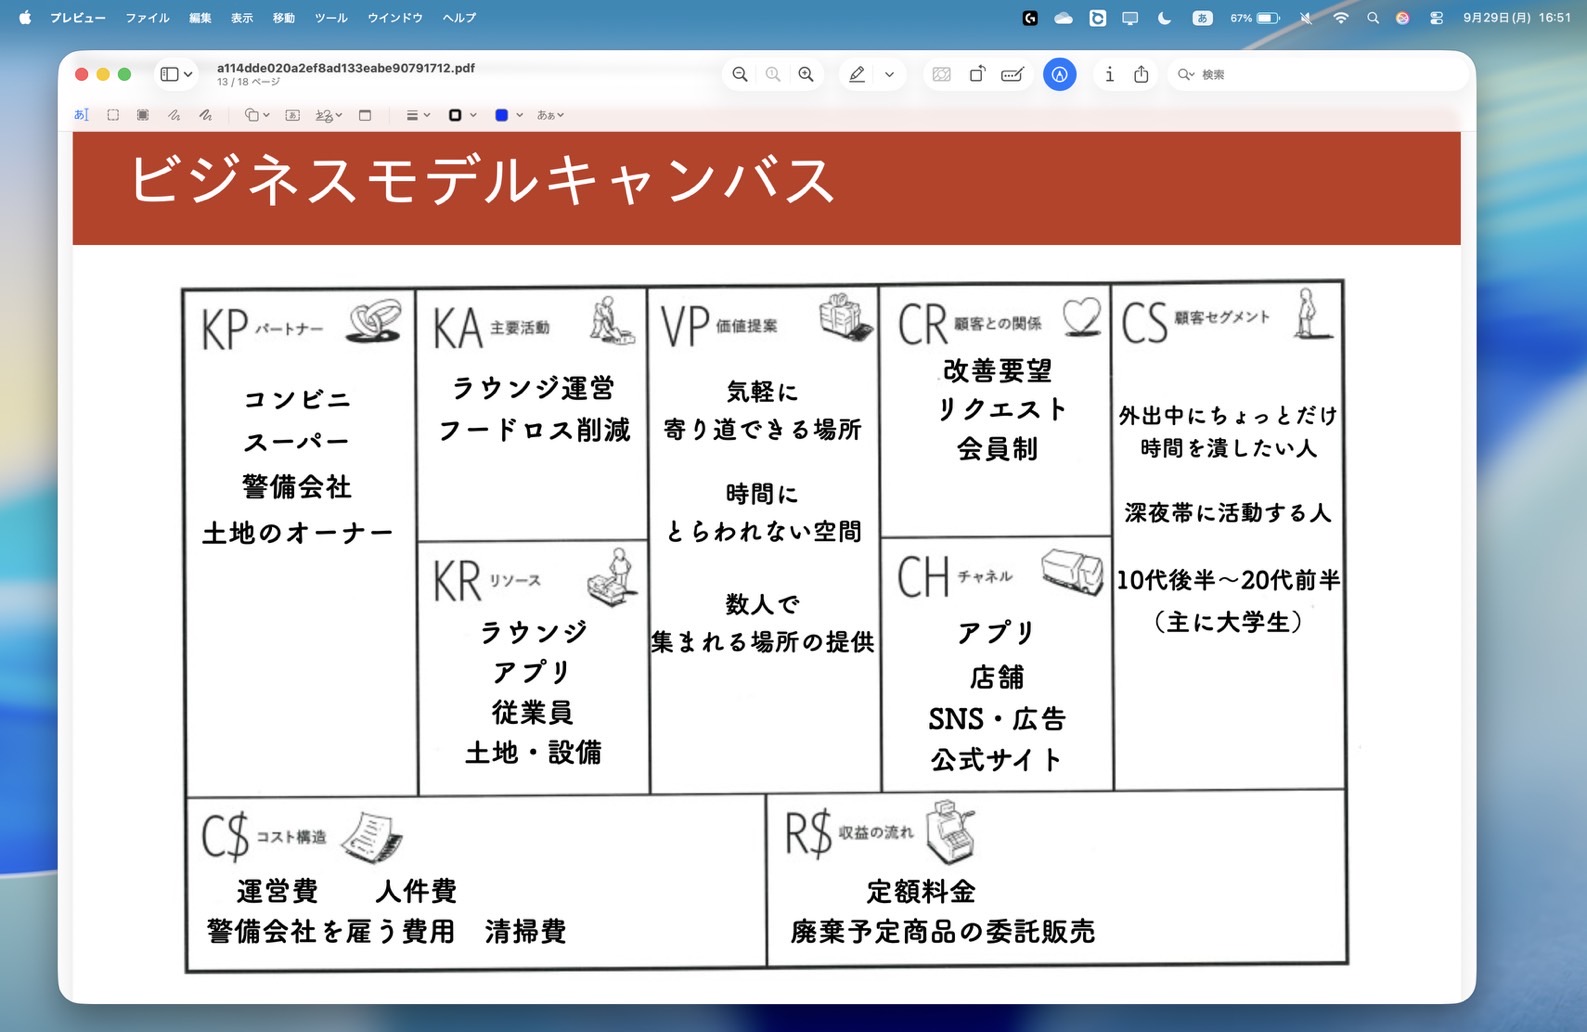 プレビュー ファイル 編集 表示 移動 ツール ウインドウ ヘルプ
あ 67% 9月29日(月) 16:51
a114dde020a2ef8ad133eabe90791712.pdf
13 / 18 ページ
検索
ビジネスモデルキャンバス
KP パートナー
コンビニ
スーパー
警備会社
土地のオーナー
KA 主要活動
ラウンジ運営
フードロス削減
KR リソース
ラウンジ
アプリ
従業員
土地・設備
VP 価値提案
気軽に
寄り道できる場所
時間に
とらわれない空間
数人で
集まれる場所の提供
CR 顧客との関係
改善要望
リクエスト
会員制
CH チャネル
アプリ
店舗
SNS・広告
公式サイト
CS 顧客セグメント
外出中にちょっとだけ
時間を潰したい人
深夜帯に活動する人
10代後半〜20代前半
（主に大学生）
C$ コスト構造
運営費 人件費
警備会社を雇う費用 清掃費
R$ 収益の流れ
定額料金
廃棄予定商品の委託販売